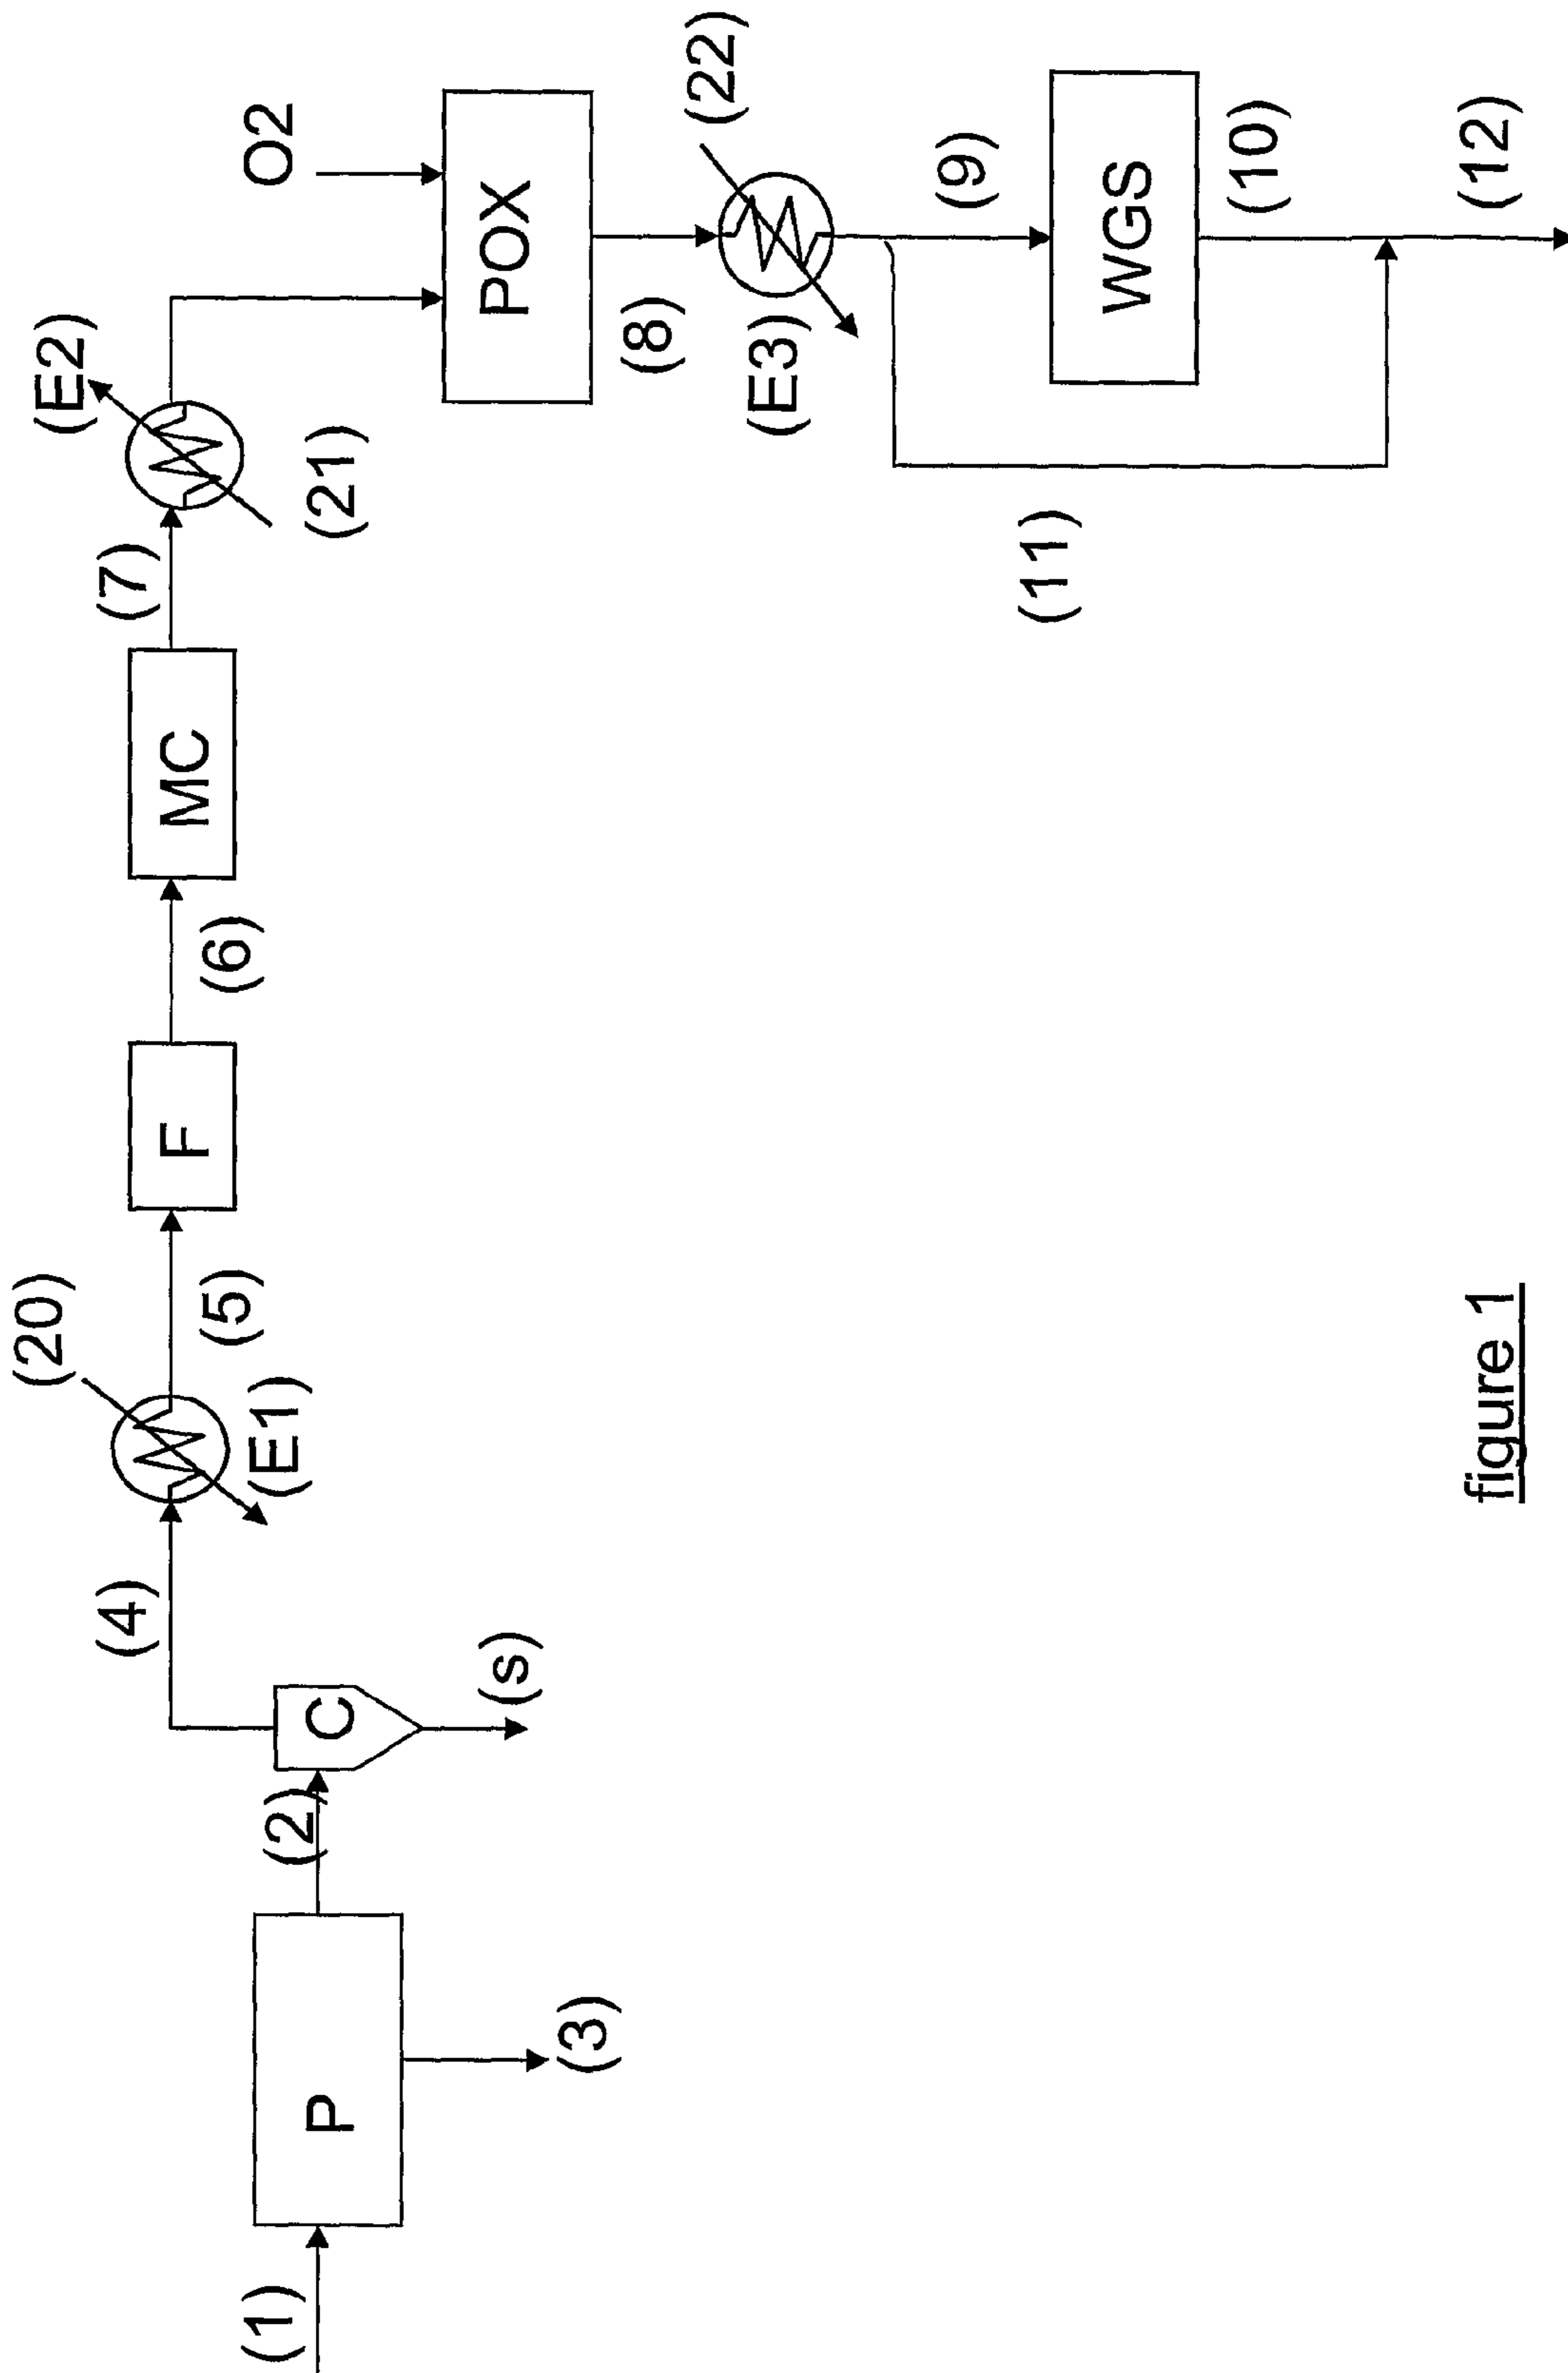 (1)
P
(3)
(2)
C
(s)
(4)
(20)
(E1)
(5)
F
(6)
MC
(7)
(E2)
(21)
O2
POX
(8)
(22)
(E3)
(9)
WGS
(10)
(11)
(12)
figure 1